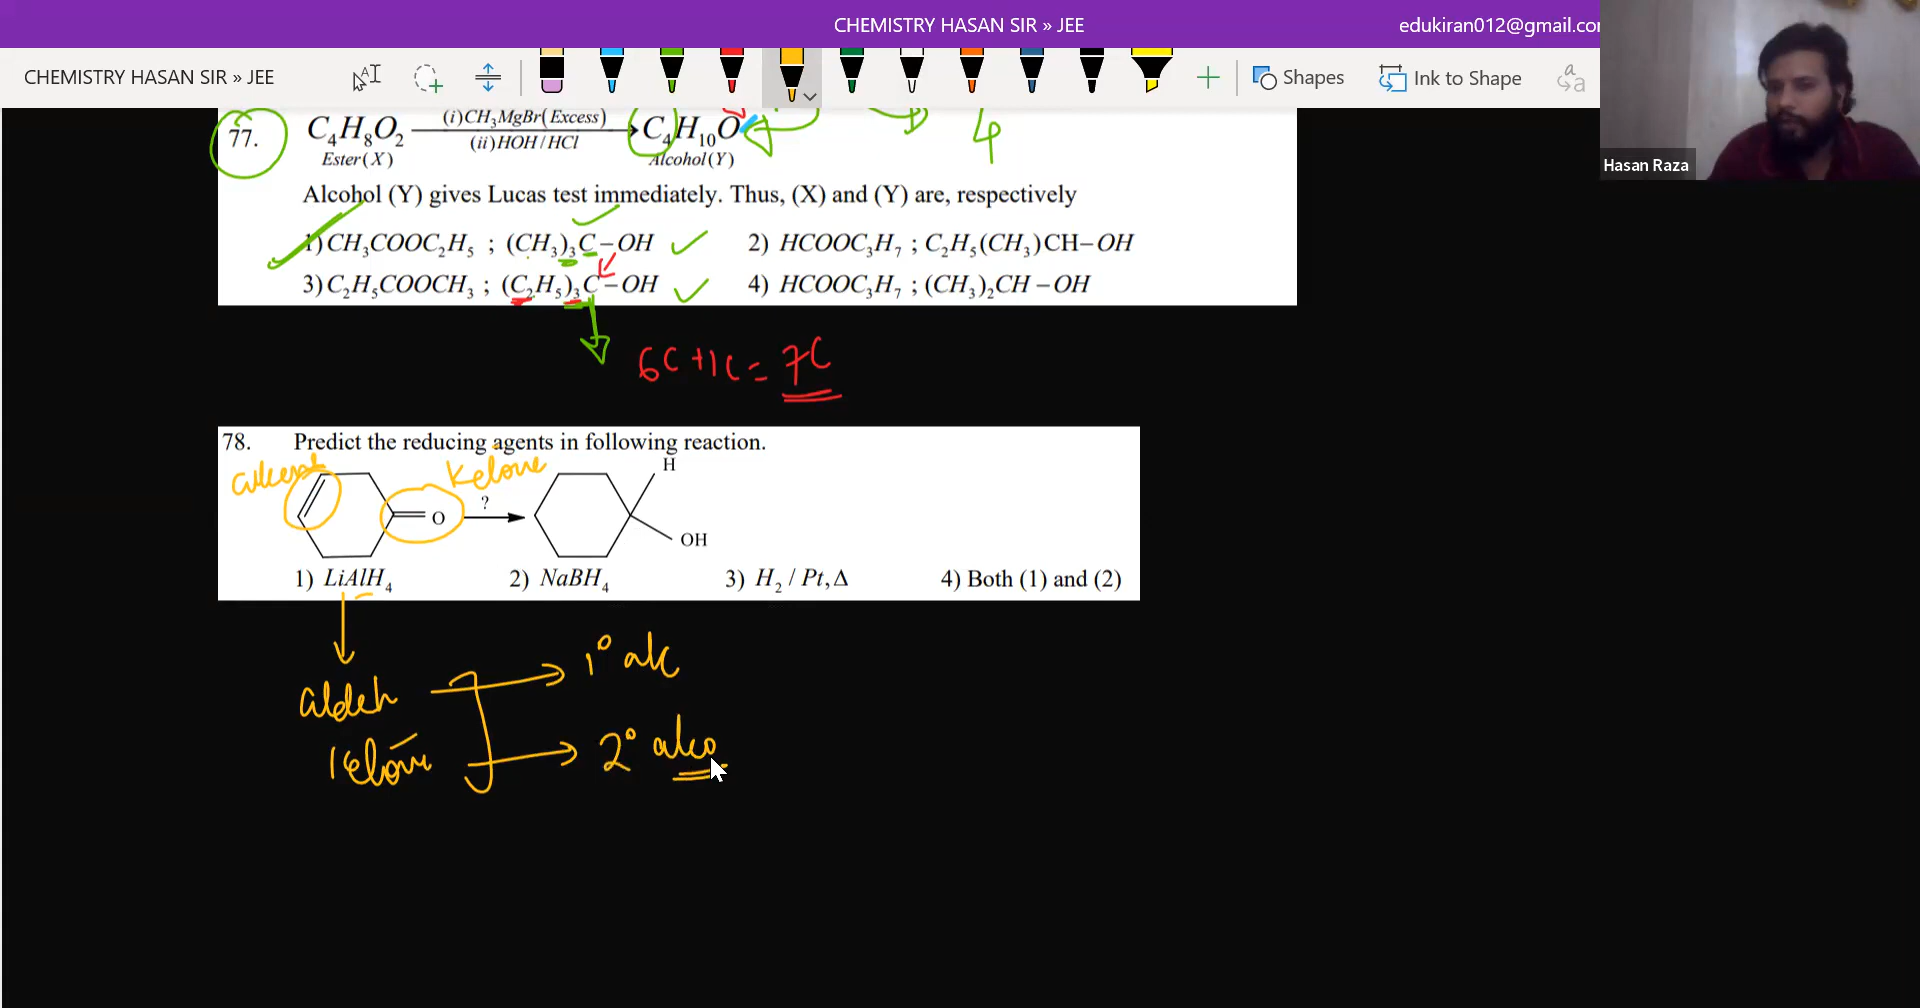 CHEMISTRY HASAN SIR » JEE
edukiran012@gmail.co
CHEMISTRY HASAN SIR » JEE
Shapes
Ink to Shape
Hasan Raza
77. C₄H₈O₂ (i)CH₃MgBr(Excess) C₄H₁₀O 4
(ii)HOH/HCl
Ester(X) Alcohol(Y)
Alcohol (Y) gives Lucas test immediately. Thus, (X) and (Y) are, respectively
1) CH₃COOC₂H₅ ; (CH₃)₃C–OH 2) HCOOC₃H₇ ; C₂H₅(CH₃)CH–OH
3) C₂H₅COOCH₃ ; (C₂H₅)₃C–OH 4) HCOOC₃H₇ ; (CH₃)₂CH–OH
6C+1C=7C
78. Predict the reducing agents in following reaction.
Ketone H
O ? OH
1) LiAlH₄ 2) NaBH₄ 3) H₂ / Pt,Δ 4) Both (1) and (2)
aldeh 1° alc
Ketone 2° alco